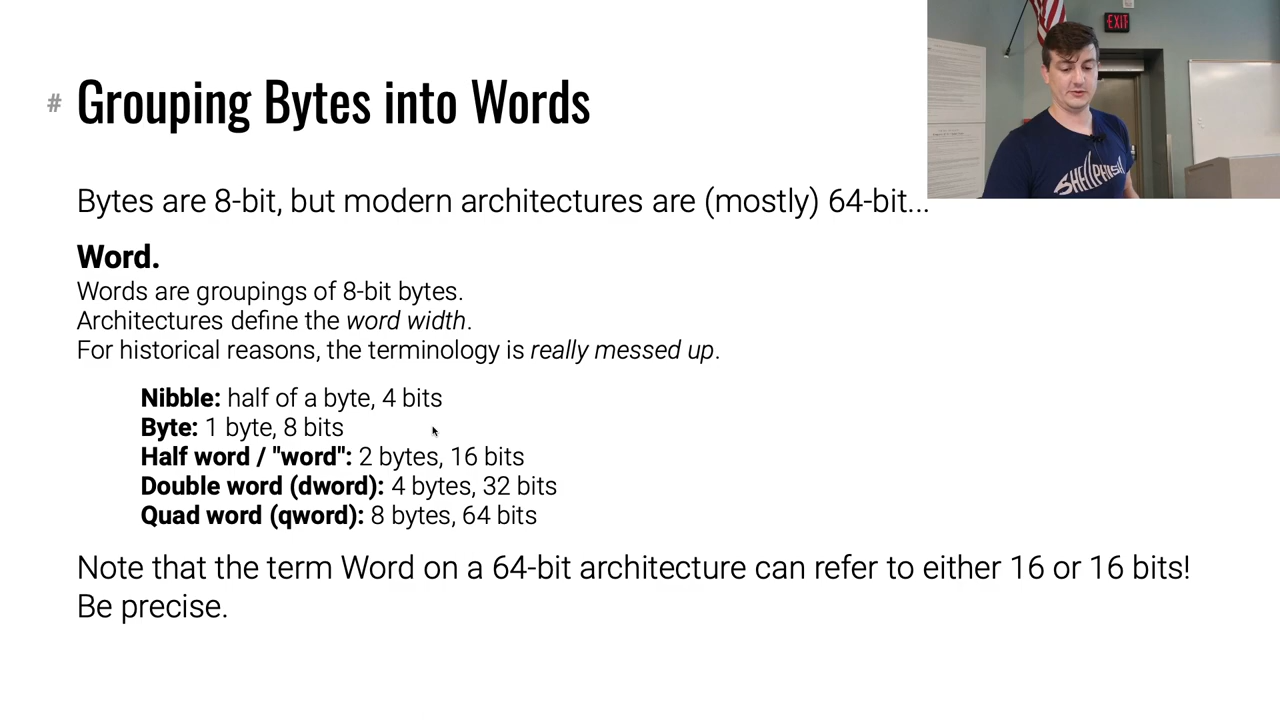 # Grouping Bytes into Words
EXIT
SHELLPHISH
Bytes are 8-bit, but modern architectures are (mostly) 64-bit...
Word.
Words are groupings of 8-bit bytes.
Architectures define the word width.
For historical reasons, the terminology is really messed up.
Nibble: half of a byte, 4 bits
Byte: 1 byte, 8 bits
Half word / "word": 2 bytes, 16 bits
Double word (dword): 4 bytes, 32 bits
Quad word (qword): 8 bytes, 64 bits
Note that the term Word on a 64-bit architecture can refer to either 16 or 16 bits!
Be precise.